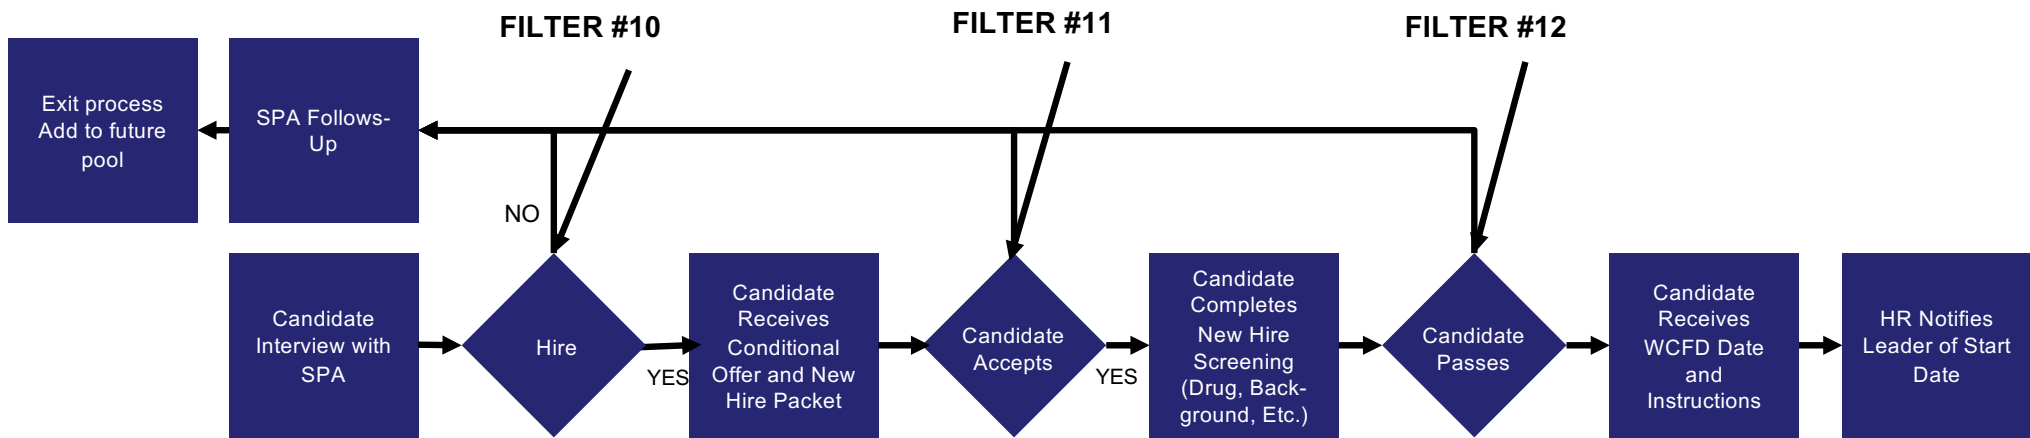 FILTER #10
FILTER #11
FILTER #12
Exit process
Add to future
pool
SPA Follows-
Up
NO
Candidate
Interview with
SPA
Hire
YES
Candidate
Receives
Conditional
Offer and New
Hire Packet
Candidate
Accepts
YES
Candidate
Completes
New Hire
Screening
(Drug, Back-
ground, Etc.)
Candidate
Passes
Candidate
Receives
WCFD Date
and
Instructions
HR Notifies
Leader of Start
Date